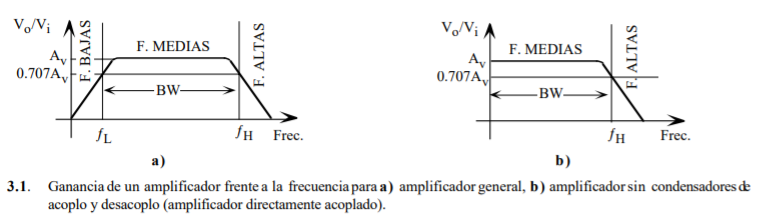 Vo/Vi
F. BAJAS
F. MEDIAS
F. ALTAS
Av
0.707Av
BW
fL
fH
Frec.
a)
Vo/Vi
F. MEDIAS
F. ALTAS
Av
0.707Av
BW
fH
Frec.
b)
3.1. Ganancia de un amplificador frente a la frecuencia para a) amplificador general, b) amplificador sin condensadores de
acoplo y desacoplo (amplificador directamente acoplado).